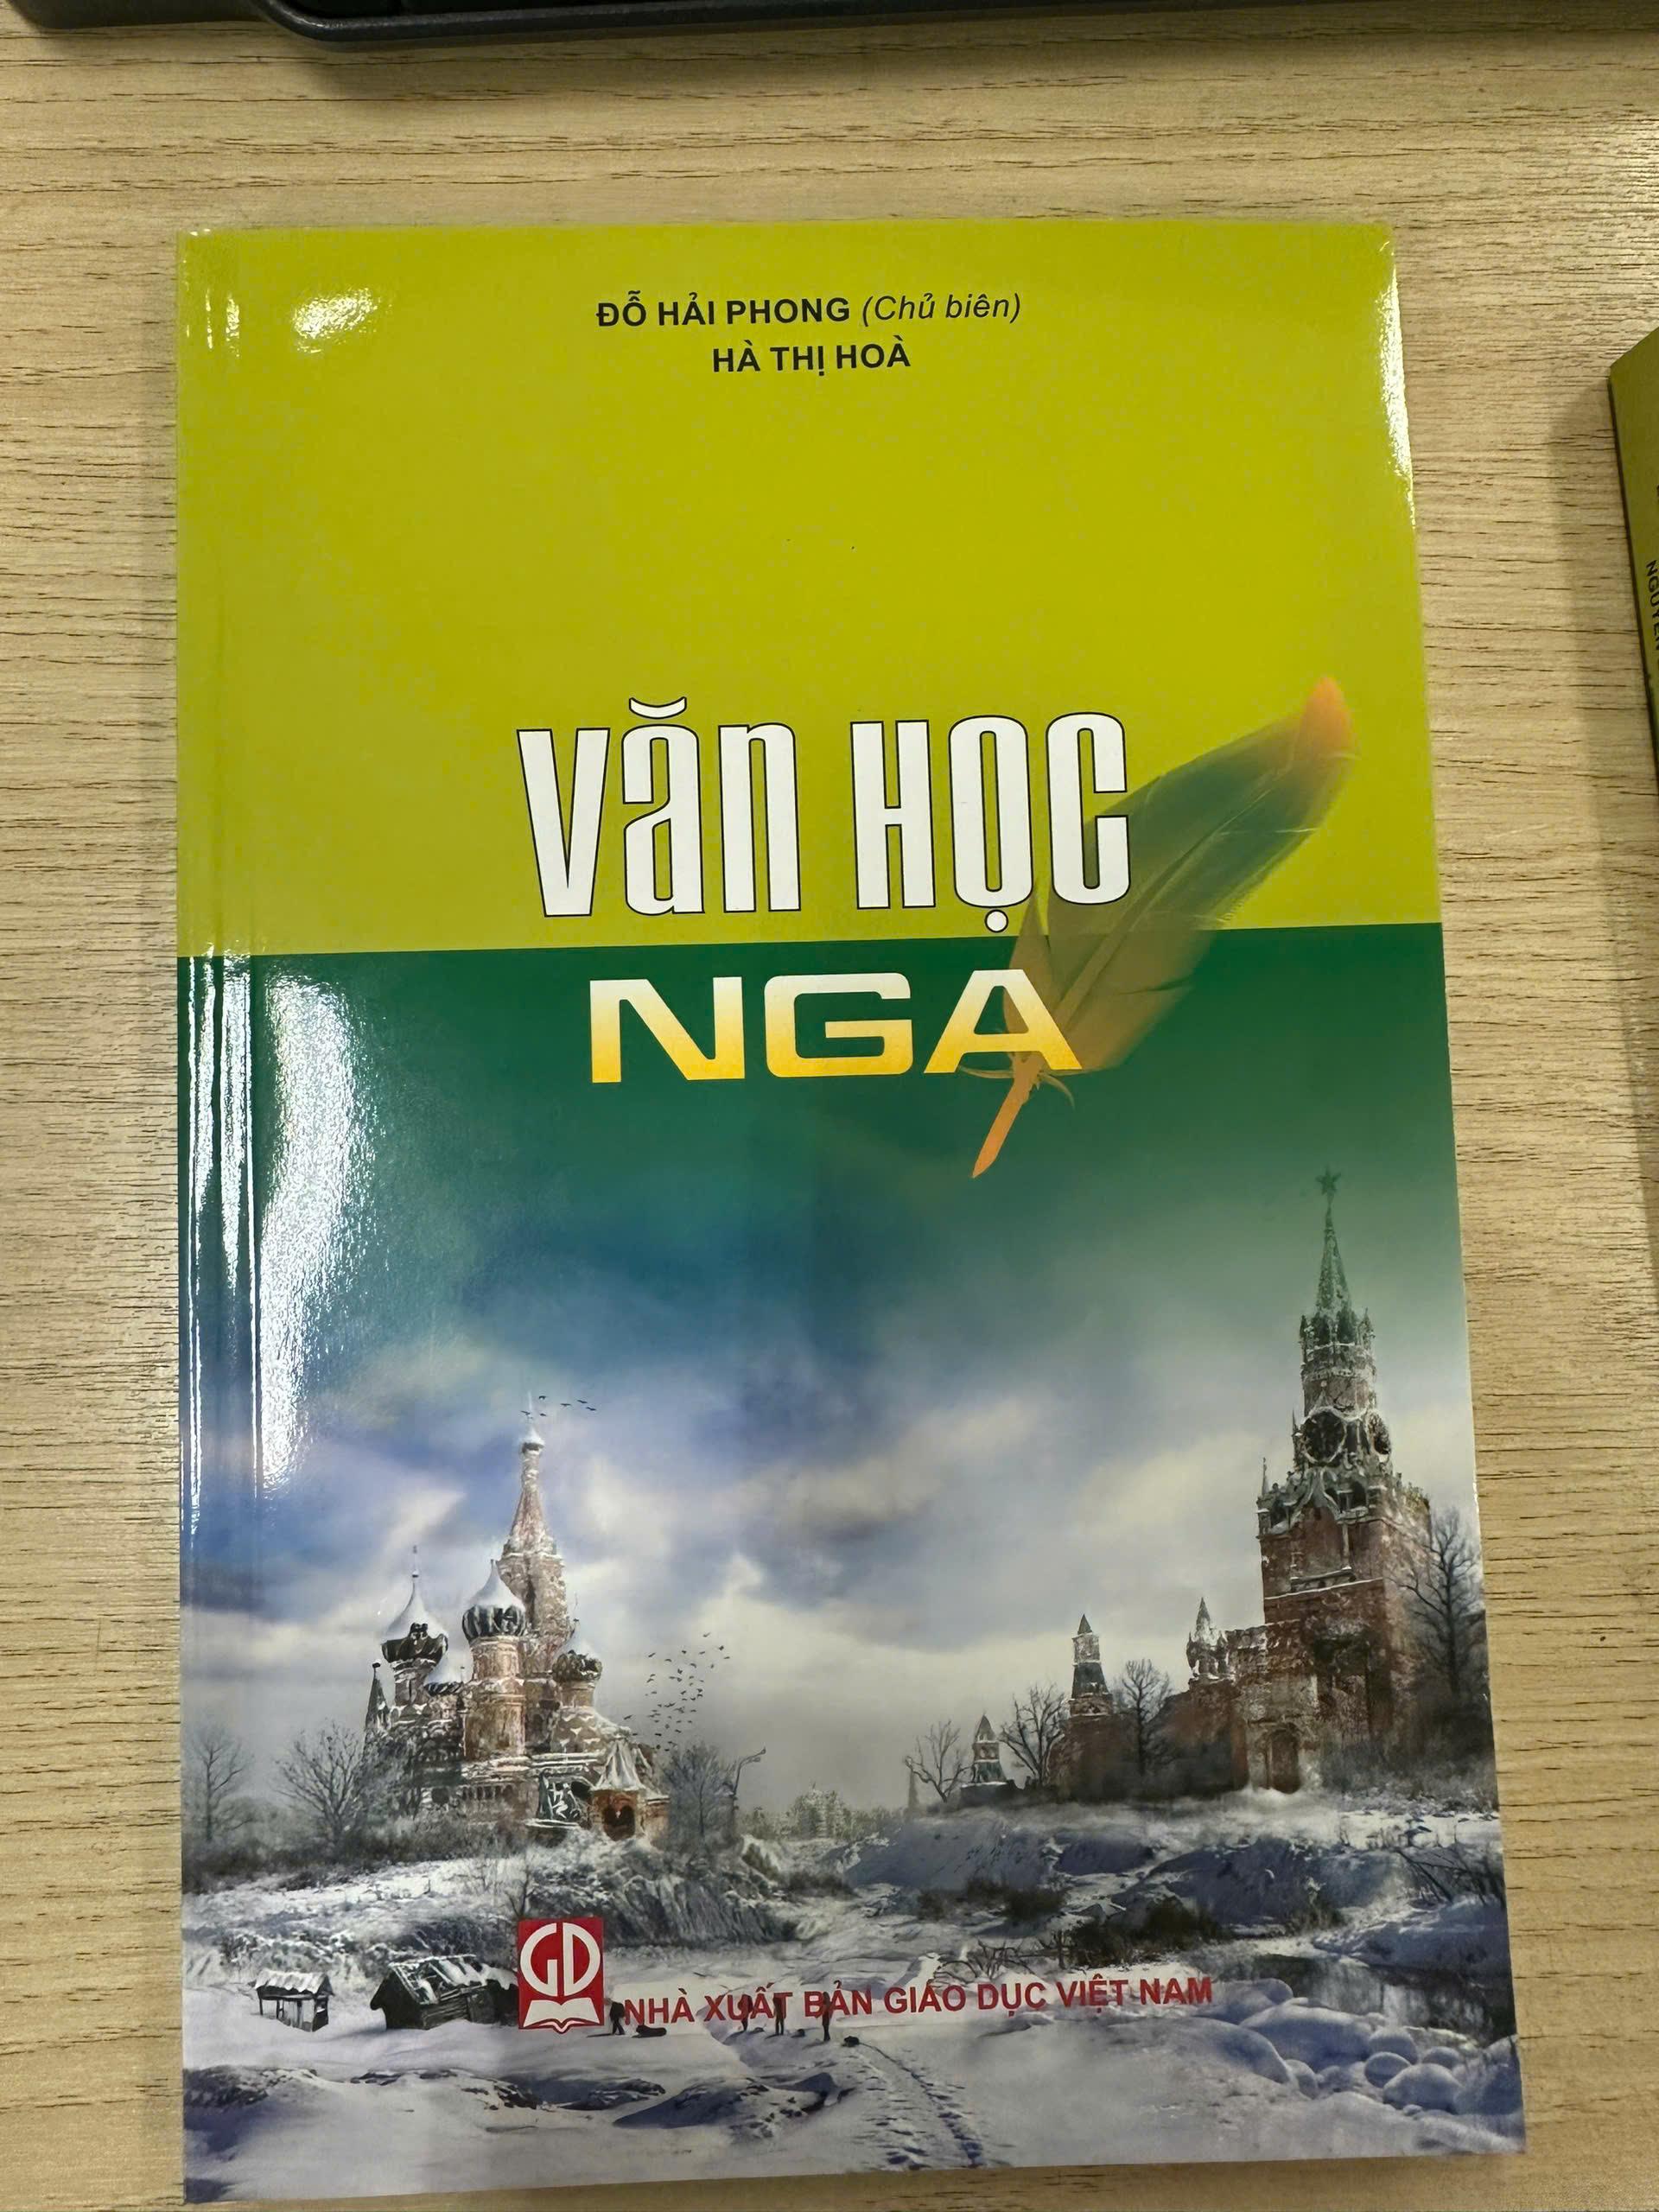 ĐỖ HẢI PHONG (Chủ biên)
HÀ THỊ HOÀ
VĂN HỌC
NGA
GD
NHÀ XUẤT BẢN GIÁO DỤC VIỆT NAM